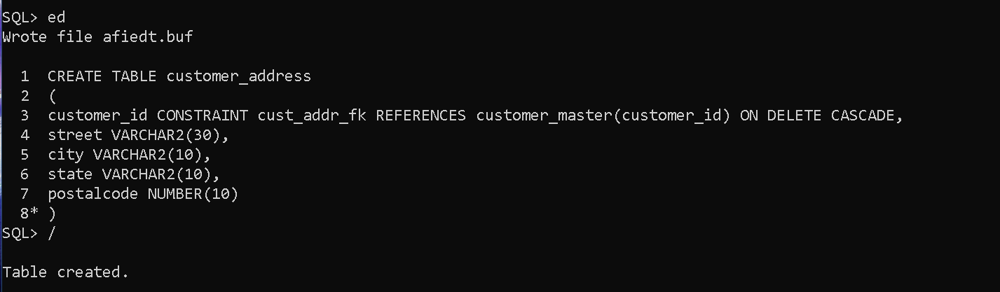 SQL> ed
Wrote file afiedt.buf
1 CREATE TABLE customer_address
2 (
3 customer_id CONSTRAINT cust_addr_fk REFERENCES customer_master(customer_id) ON DELETE CASCADE,
4 street VARCHAR2(30),
5 city VARCHAR2(10),
6 state VARCHAR2(10),
7 postalcode NUMBER(10)
8* )
SQL> /
Table created.